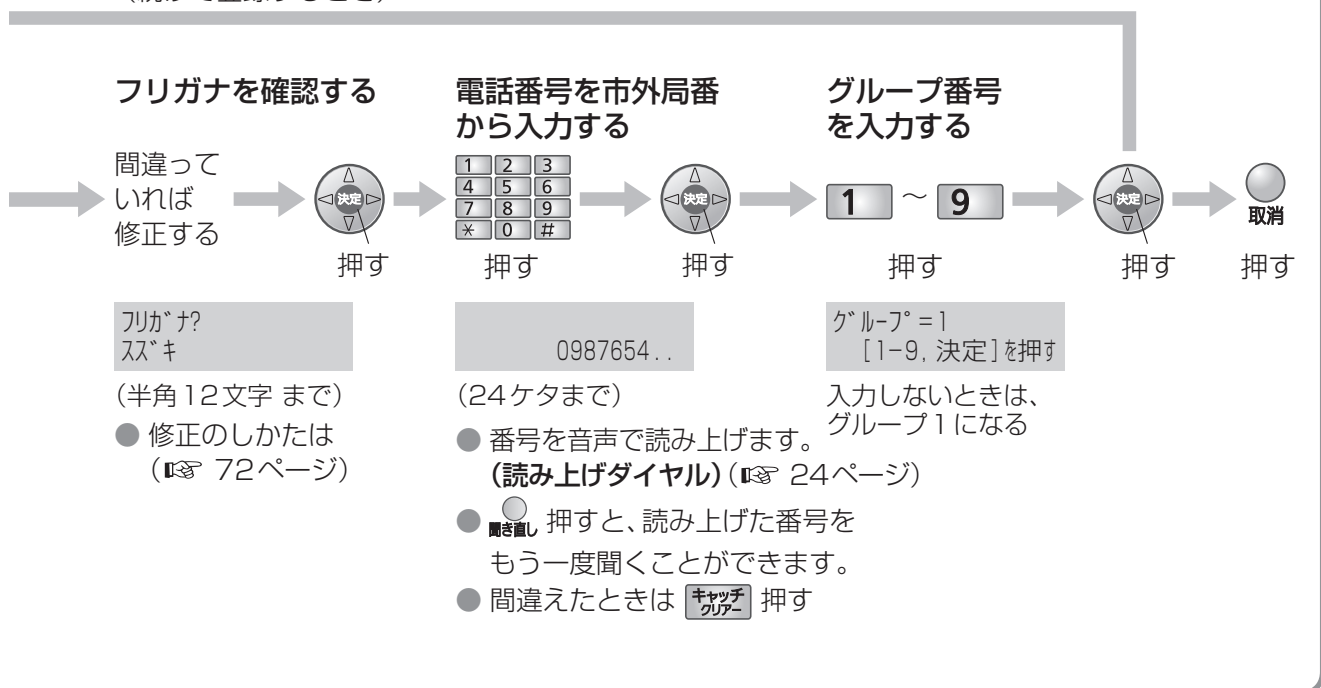 フリガナを確認する
間違って
いれば
修正する
決定
押す
ﾌﾘｶﾞﾅ?
ｽｽﾞｷ
(半角12文字 まで)
● 修正のしかたは
(☞ 72ページ)
電話番号を市外局番
から入力する
1 2 3
4 5 6
7 8 9
* 0 #
押す
決定
押す
0987654..
(24ケタまで)
● 番号を音声で読み上げます。
(読み上げダイヤル)(☞ 24ページ)
● 聞き直し 押すと、読み上げた番号を
もう一度聞くことができます。
● 間違えたときは キャッチ クリアー 押す
グループ番号
を入力する
1 ~ 9
押す
ｸﾞﾙｰﾌﾟ=1
[1-9, 決定]を押す
入力しないときは、
グループ1になる
決定
押す
取消
押す